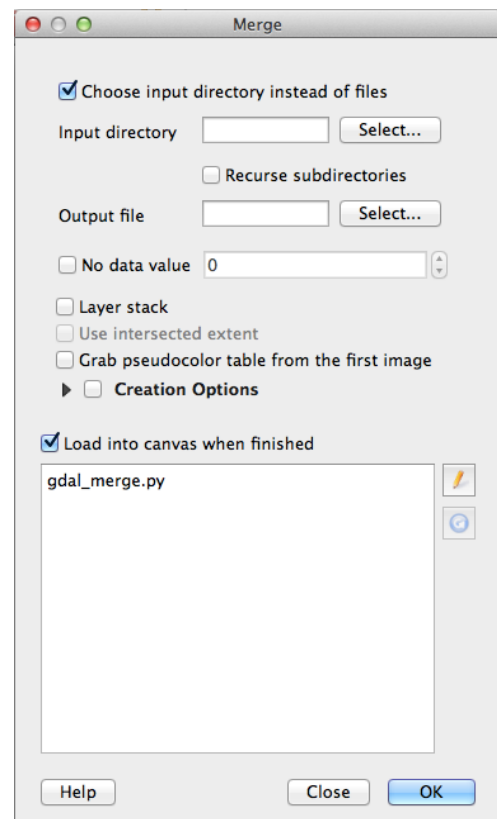 Merge
Choose input directory instead of files
Input directory Select...
Recurse subdirectories
Output file Select...
No data value 0
Layer stack
Use intersected extent
Grab pseudocolor table from the first image
Creation Options
Load into canvas when finished
gdal_merge.py
Help Close OK